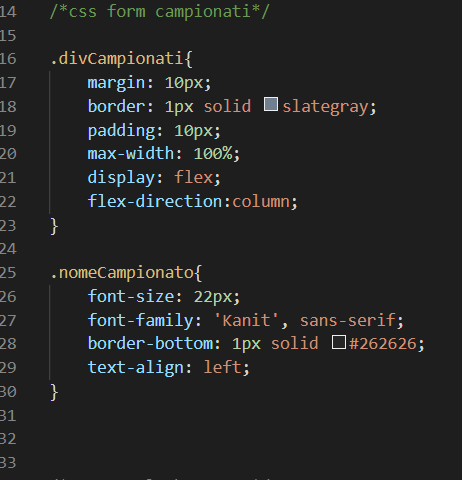 14 /*css form campionati*/
15
16 .divCampionati{
17 margin: 10px;
18 border: 1px solid slategray;
19 padding: 10px;
20 max-width: 100%;
21 display: flex;
22 flex-direction:column;
23 }
24
25 .nomeCampionato{
26 font-size: 22px;
27 font-family: 'Kanit', sans-serif;
28 border-bottom: 1px solid #262626;
29 text-align: left;
30 }
31
32
33